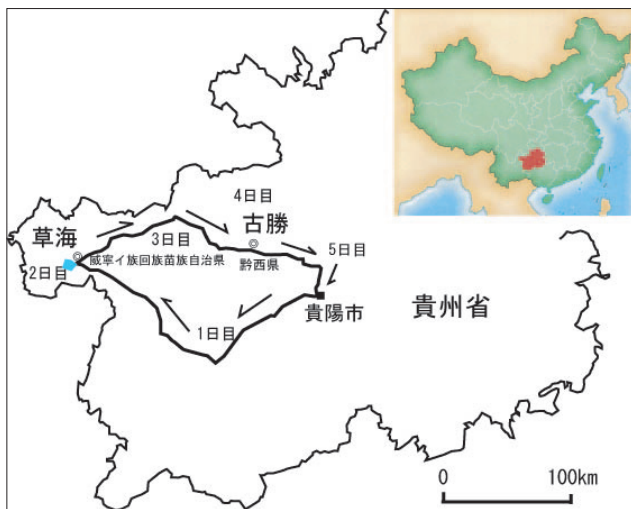 4日目
古勝
草海
3日目
5日目
威寧イ族回族苗族自治県
黔西県
2日目
貴陽市
貴州省
1日目
0 100km